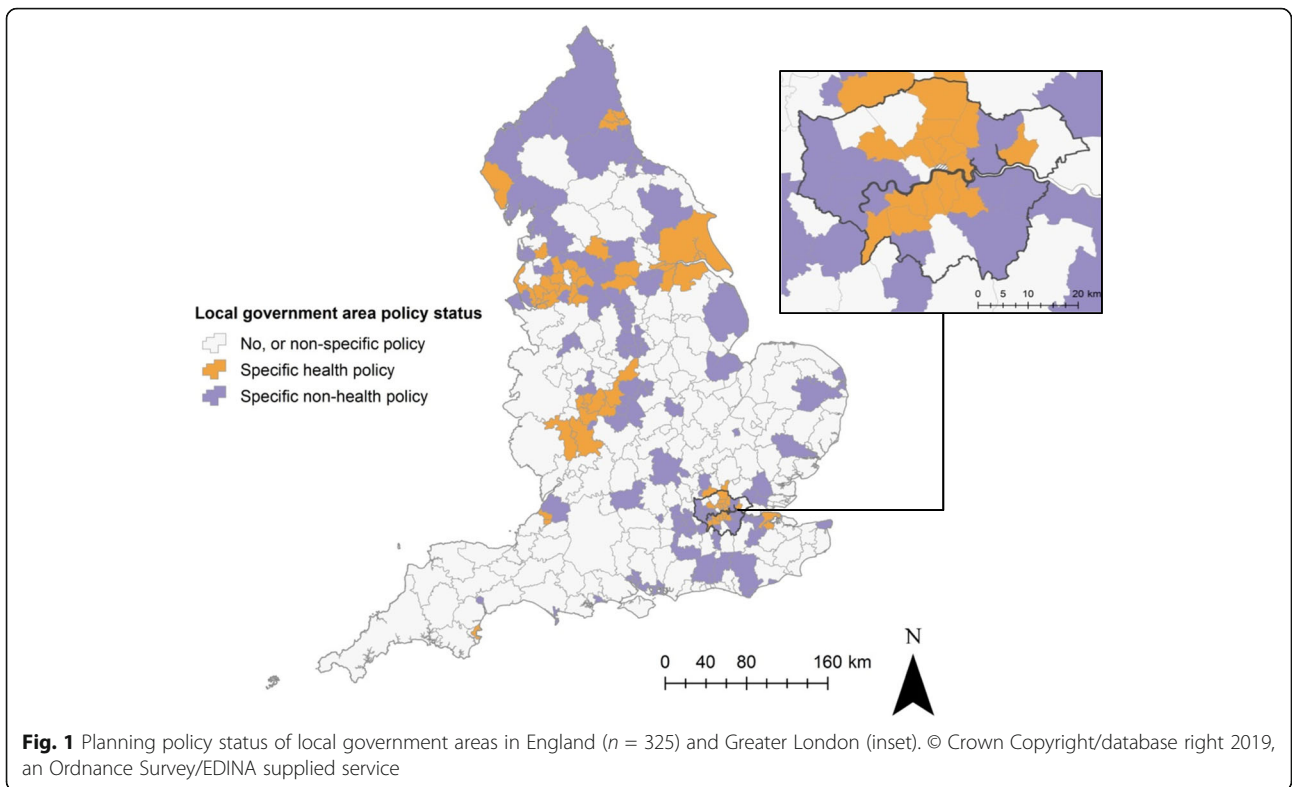 Local government area policy status
No, or non-specific policy
Specific health policy
Specific non-health policy
0 5 10 20 km
N
0 40 80 160 km
Fig. 1 Planning policy status of local government areas in England (n = 325) and Greater London (inset). © Crown Copyright/database right 2019,
an Ordnance Survey/EDINA supplied service